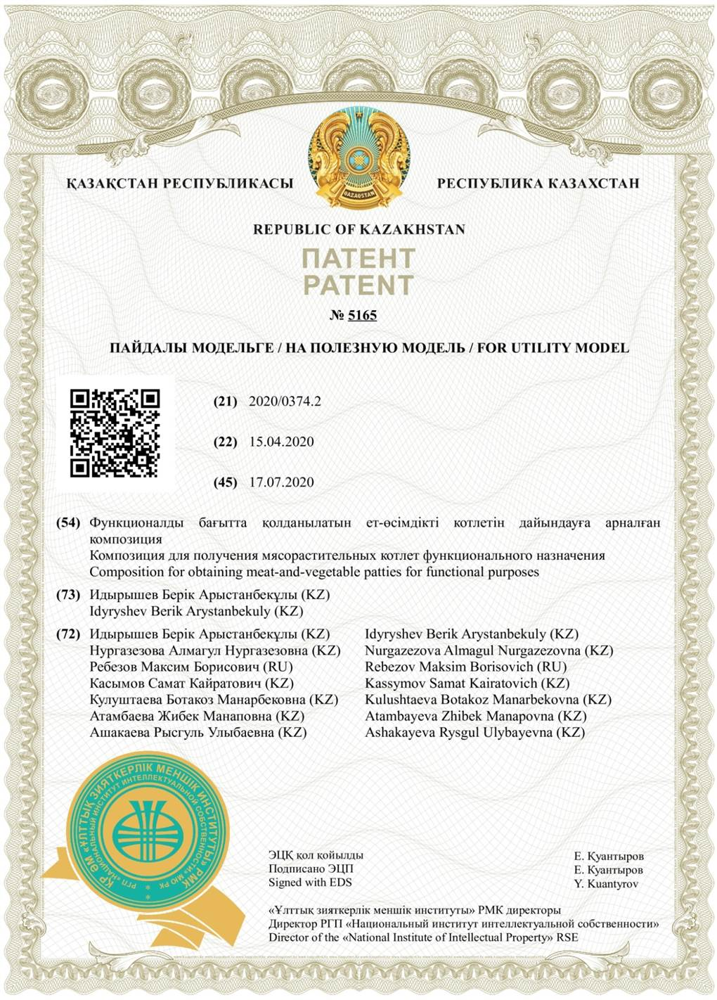 ҚАЗАҚСТАН РЕСПУБЛИКАСЫ
РЕСПУБЛИКА КАЗАХСТАН
QAZAQSTAN
REPUBLIC OF KAZAKHSTAN
ПАТЕНТ
PATENT
№ 5165
ПАЙДАЛЫ МОДЕЛЬГЕ / НА ПОЛЕЗНУЮ МОДЕЛЬ / FOR UTILITY MODEL
(21) 2020/0374.2
(22) 15.04.2020
(45) 17.07.2020
(54) Функционалды бағытта қолданылатын ет-өсімдікті котлетін дайындауға арналған
композиция
Композиция для получения мясорастительных котлет функционального назначения
Composition for obtaining meat-and-vegetable patties for functional purposes
(73) Идырышев Берік Арыстанбекұлы (KZ)
Idyryshev Berik Arystanbekuly (KZ)
(72) Идырышев Берік Арыстанбекұлы (KZ) Idyryshev Berik Arystanbekuly (KZ)
Нургазезова Алмагул Нургазезовна (KZ) Nurgazezova Almagul Nurgazezovna (KZ)
Ребезов Максим Борисович (RU) Rebezov Maksim Borisovich (RU)
Касымов Самат Кайратович (KZ) Kassymov Samat Kairatovich (KZ)
Кулуштаева Ботакоз Манарбековна (KZ) Kulushtaeva Botakoz Manarbekovna (KZ)
Атамбаева Жибек Манаповна (KZ) Atambayeva Zhibek Manapovna (KZ)
Ашакаева Рысгуль Улыбаевна (KZ) Ashakayeva Rysgul Ulybayevna (KZ)
ҚР ӘМ «ҰЛТТЫҚ ЗИЯТКЕРЛІК МЕНШІК ИНСТИТУТЫ» РМК
РГП «НАЦИОНАЛЬНЫЙ ИНСТИТУТ ИНТЕЛЛЕКТУАЛЬНОЙ СОБСТВЕННОСТИ» МЮ РК
ЭЦҚ қол қойылды Е. Қуантыров
Подписано ЭЦП Е. Куантыров
Signed with EDS Y. Kuantyrov
«Ұлттық зияткерлік меншік институты» РМК директоры
Директор РГП «Национальный институт интеллектуальной собственности»
Director of the «National Institute of Intellectual Property» RSE